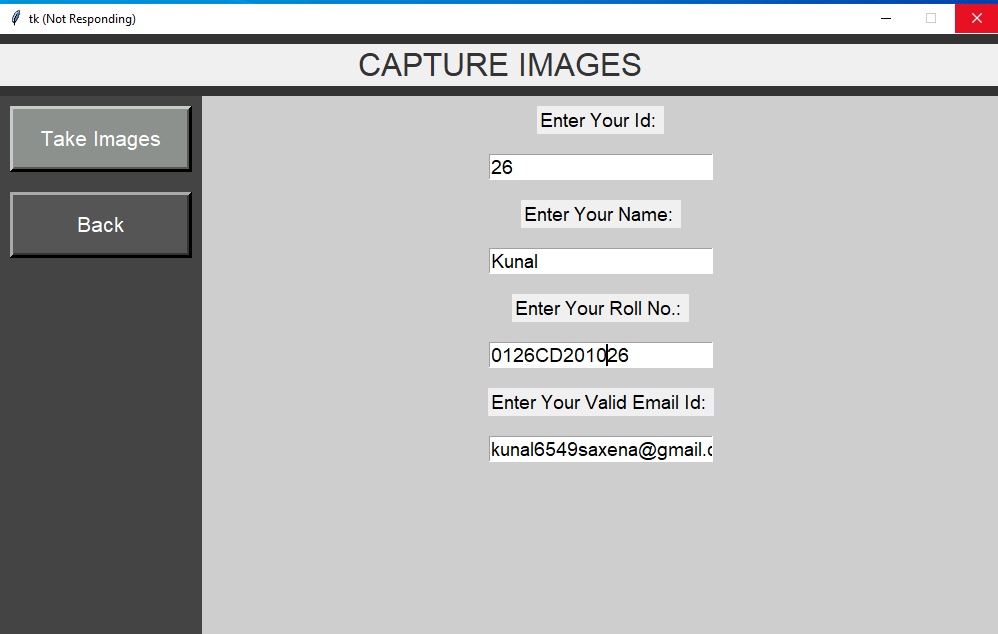 tk (Not Responding)
CAPTURE IMAGES
Take Images
Back
Enter Your Id:
26
Enter Your Name:
Kunal
Enter Your Roll No.:
0126CD201026
Enter Your Valid Email Id:
kunal6549saxena@gmail.c